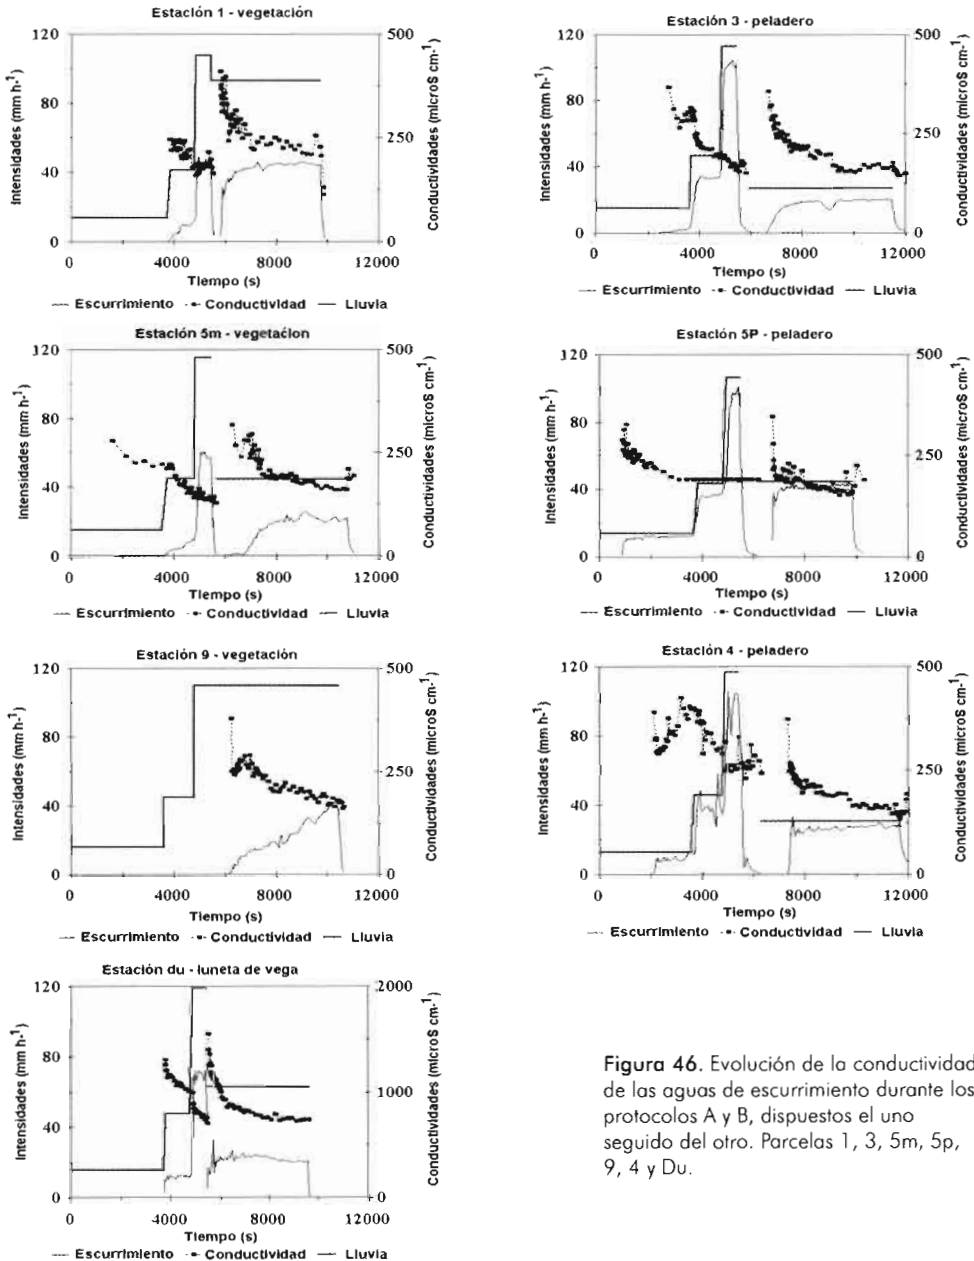 Estación 1 - vegetación
Intensidades (mm h-1)
Conductividades (microS cm-1)
120
80
60
40
20
0
500
250
0
0 4000 8000 12000
Tiempo (s)
Escurrimiento Conductividad Lluvia
Estación 3 - peladero
Intensidades (mm h-1)
Conductividades (microS cm-1)
120
80
40
0
500
250
0
0 4000 8000 12000
Tiempo (s)
Escurrimiento Conductividad Lluvia
Estación 5m - vegetación
Intensidades (mm h-1)
Conductividades (microS cm-1)
120
80
40
0
500
250
0
0 4000 8000 12000
Tiempo (s)
Escurrimiento Conductividad Lluvia
Estación 5P - peladero
Intensidades (mm h-1)
Conductividades (microS cm-1)
120
80
40
0
500
250
0
0 4000 8000 12000
Tiempo (s)
Escurrimiento Conductividad Lluvia
Estación 9 - vegetación
Intensidades (mm h-1)
Conductividades (microS cm-1)
120
80
40
0
500
250
0
0 4000 8000 12000
Tiempo (s)
Escurrimiento Conductividad Lluvia
Estación 4 - peladero
Intensidades (mm h-1)
Conductividades (microS cm-1)
120
80
40
0
500
250
0
0 4000 8000 12000
Tiempo (s)
Escurrimiento Conductividad Lluvia
Estación du - luneta de vega
Intensidades (mm h-1)
Conductividades (microS cm-1)
120
80
40
0
2000
1000
0
0 4000 8000 12000
Tiempo (s)
Escurrimiento Conductividad Lluvia
Figura 46. Evolución de la conductividad
de las aguas de escurrimiento durante los
protocolos A y B, dispuestos el uno
seguido del otro. Parcelas 1, 3, 5m, 5p,
9, 4 y Du.